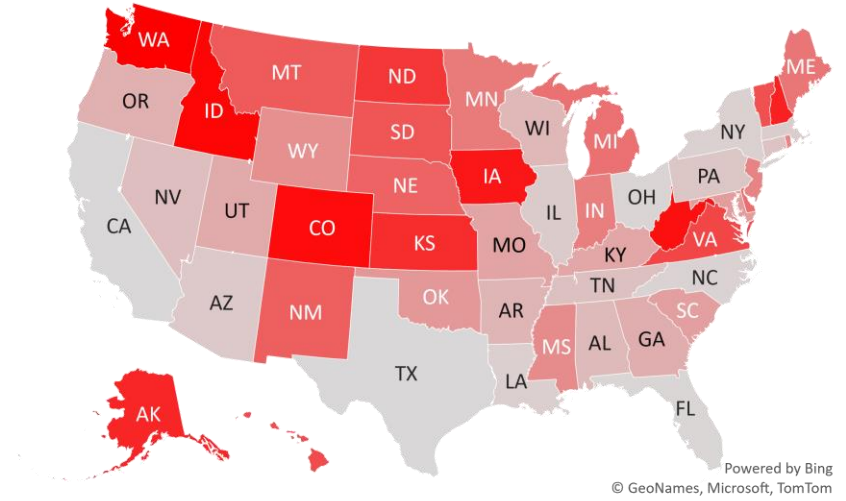 WA
MT
ND
ME
MN
OR
ID
SD
WI
NY
WY
MI
IA
PA
NE
NV
IL
IN
OH
UT
CA
CO
KS
MO
VA
KY
NC
TN
AZ
NM
OK
AR
SC
MS
AL
GA
TX
LA
FL
AK
Powered by Bing
© GeoNames, Microsoft, TomTom